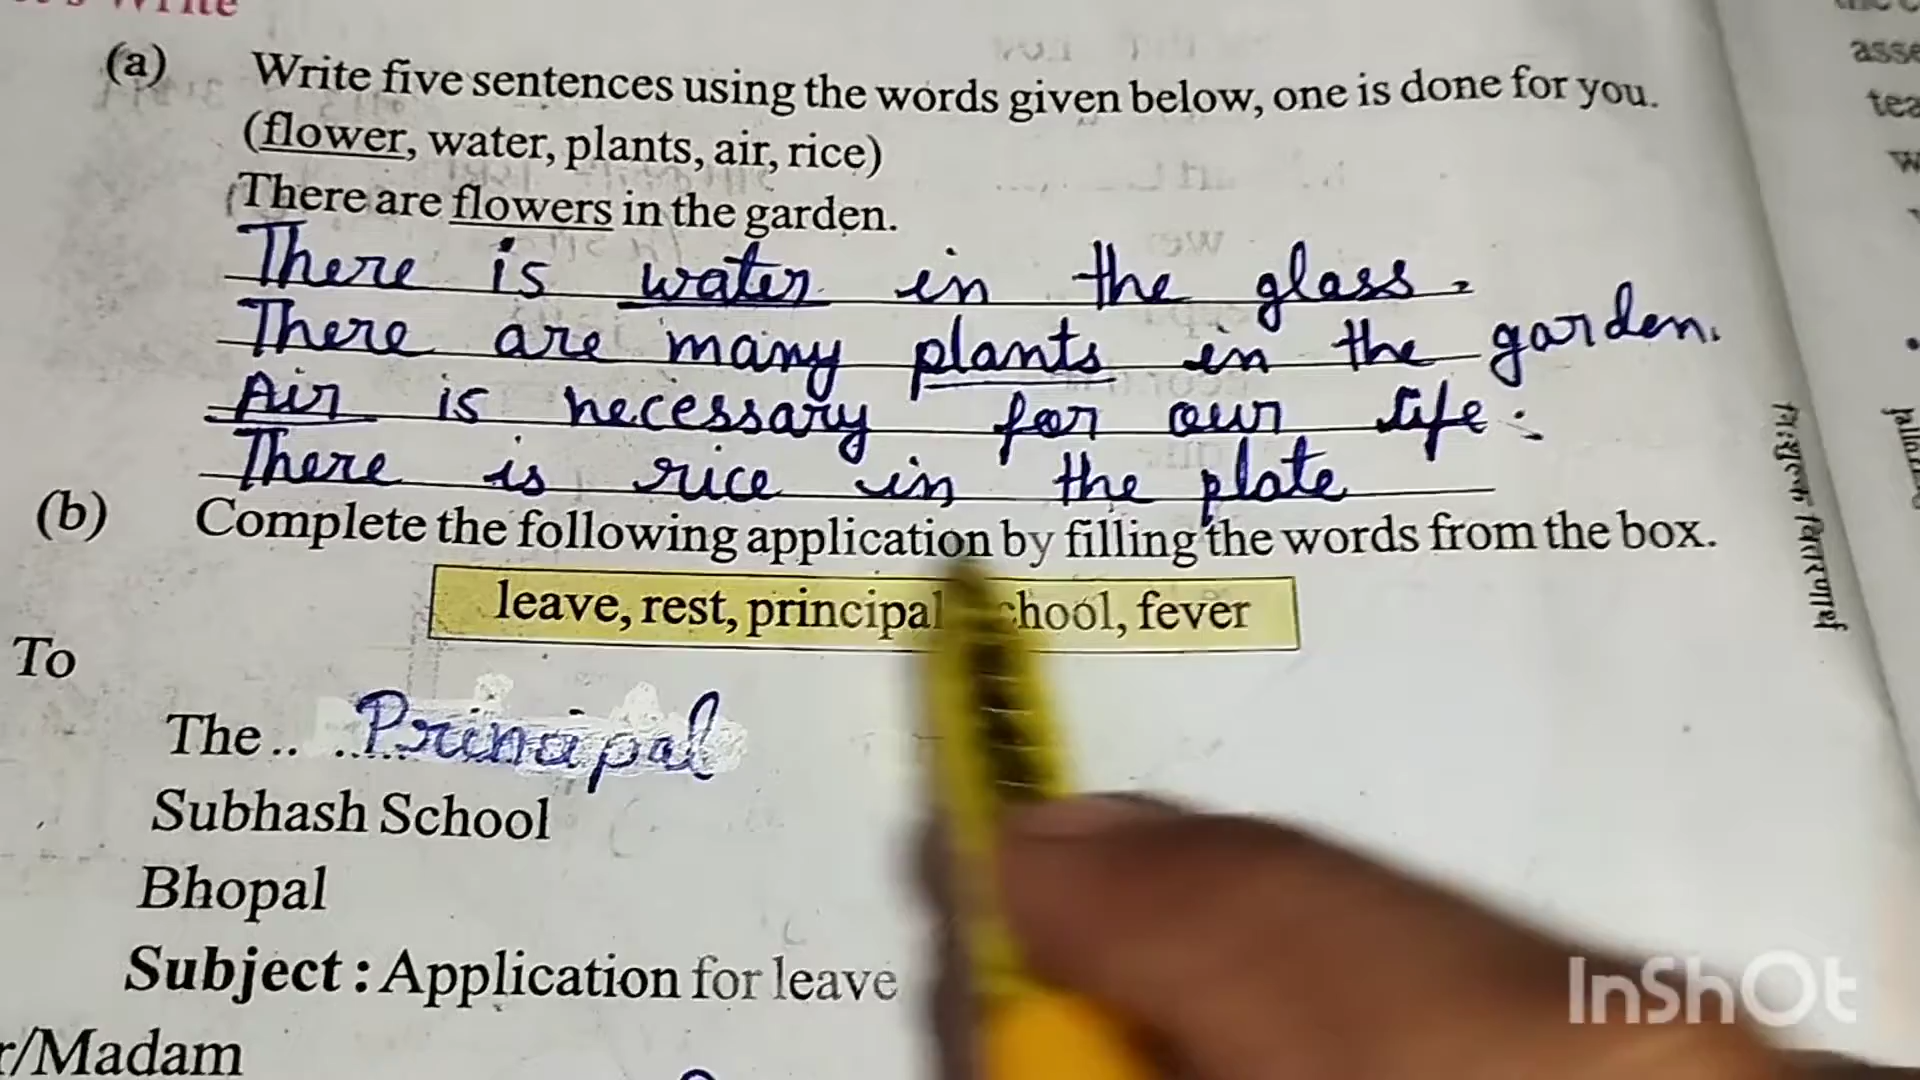 (a) Write five sentences using the words given below, one is done for you.
(flower, water, plants, air, rice)
There are flowers in the garden.
There is water in the glass.
There are many plants in the garden.
Air is necessary for our life.
There is rice in the plate
(b) Complete the following application by filling the words from the box.
leave, rest, principal chool, fever
To
The .. ..... Principal
Subhash School
Bhopal
Subject : Application for leave
r/Madam
InShOt